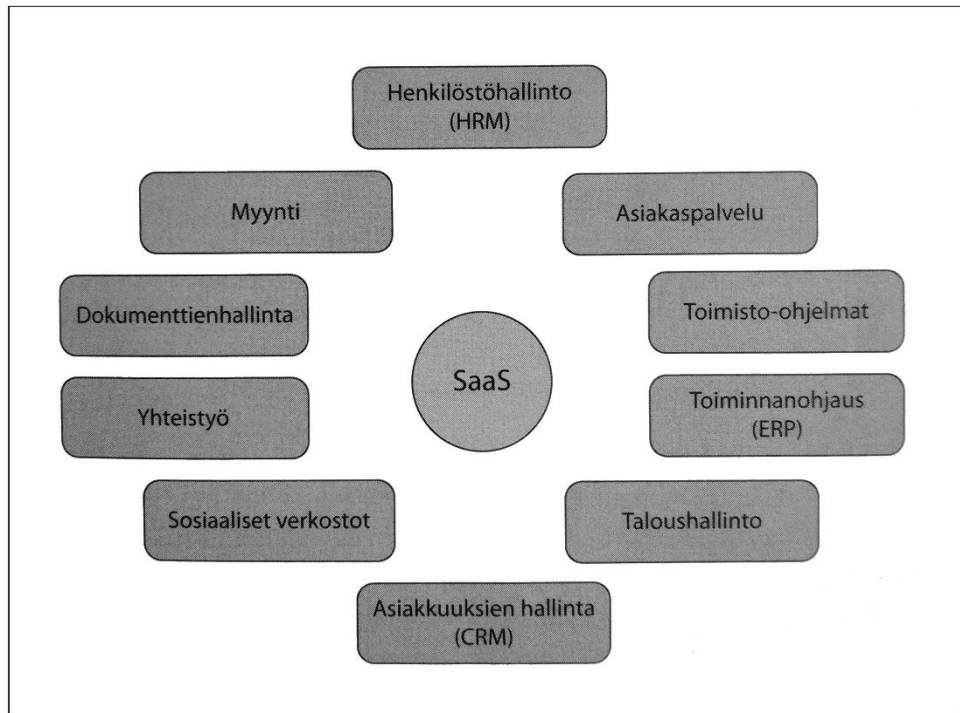 Henkilöstöhallinto
(HRM)
Myynti
Asiakaspalvelu
Dokumenttienhallinta
Toimisto-ohjelmat
SaaS
Yhteistyö
Toiminnanohjaus
(ERP)
Sosiaaliset verkostot
Taloushallinto
Asiakkuuksien hallinta
(CRM)